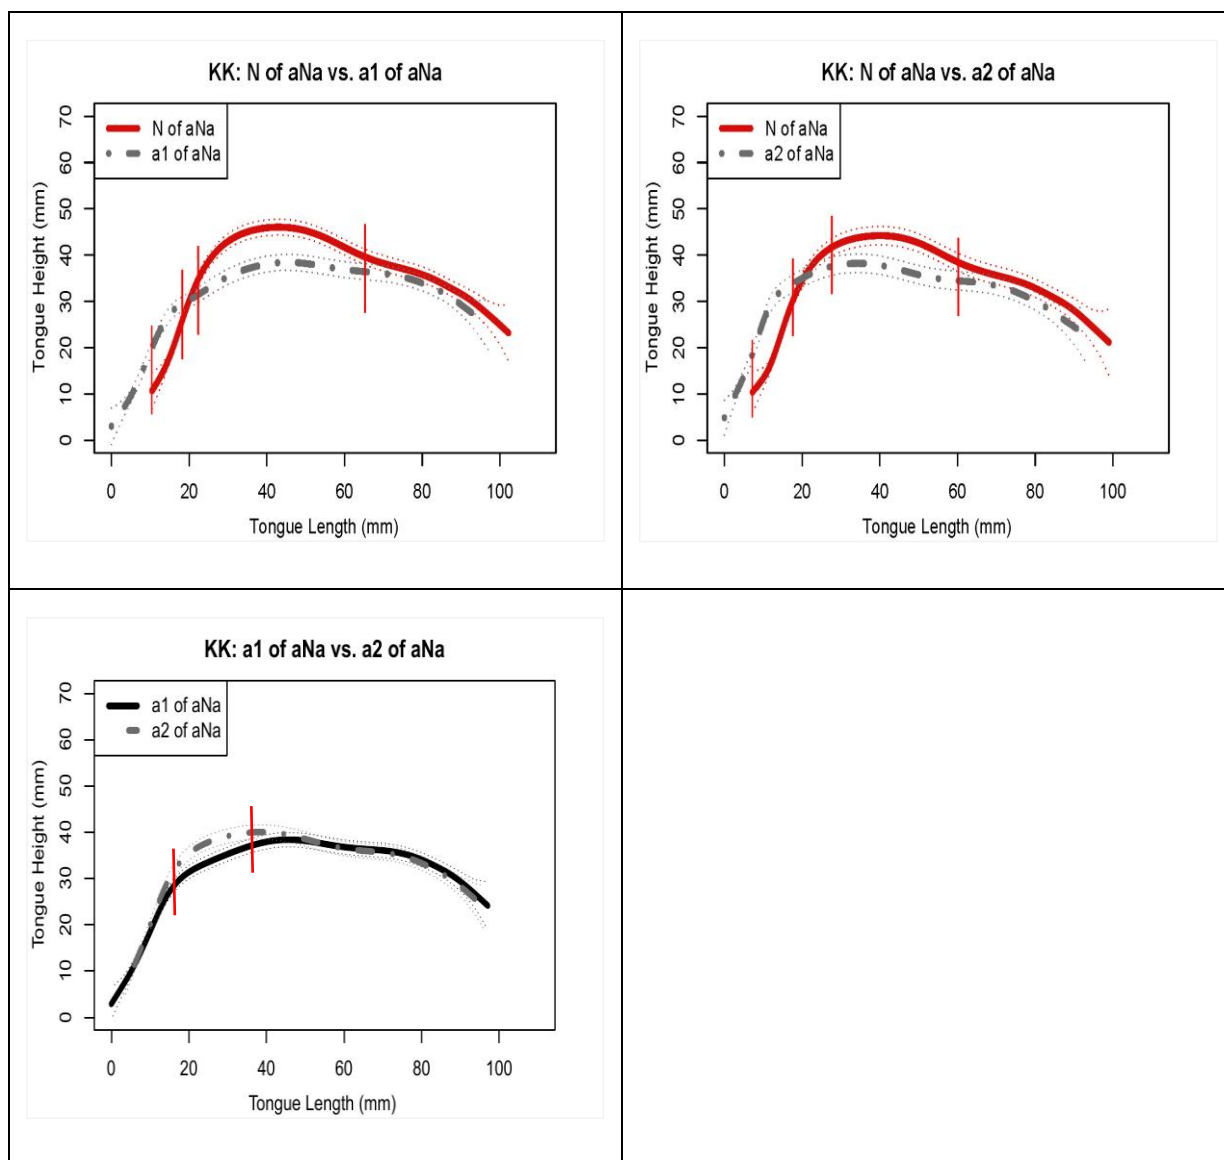 KK: N of aNa vs. a1 of aNa
N of aNa
a1 of aNa
Tongue Height (mm)
70
60
50
40
30
20
10
0
0 20 40 60 80 100
Tongue Length (mm)
KK: N of aNa vs. a2 of aNa
N of aNa
a2 of aNa
Tongue Height (mm)
70
60
50
40
30
20
10
0
0 20 40 60 80 100
Tongue Length (mm)
KK: a1 of aNa vs. a2 of aNa
a1 of aNa
a2 of aNa
Tongue Height (mm)
70
60
50
40
30
20
10
0
0 20 40 60 80 100
Tongue Length (mm)